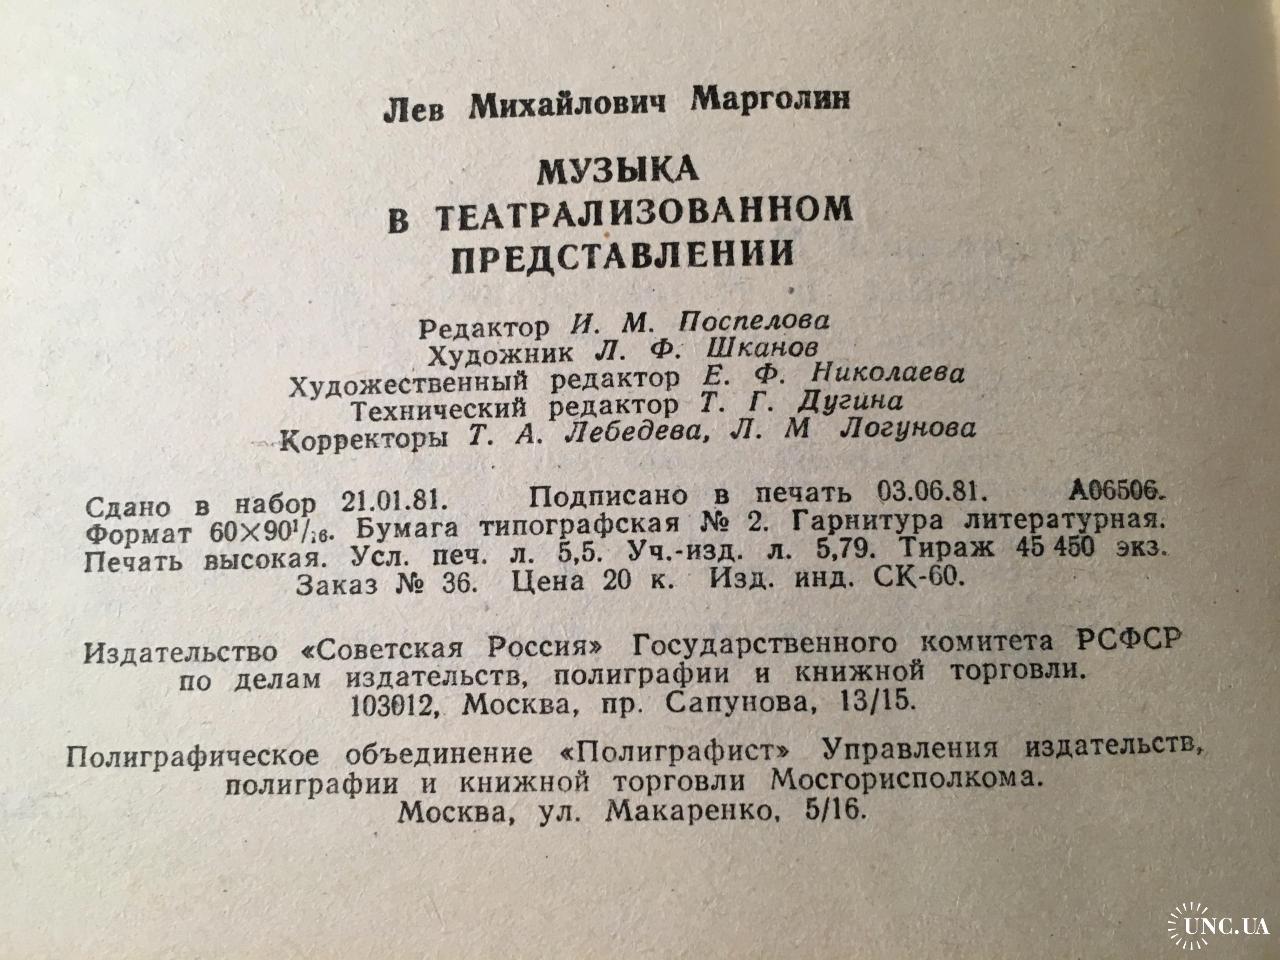 Лев Михайлович Марголин
МУЗЫКА
В ТЕАТРАЛИЗОВАННОМ
ПРЕДСТАВЛЕНИИ
Редактор И. М. Поспелова
Художник Л. Ф. Шканов
Художественный редактор Е. Ф. Николаева
Технический редактор Т. Г. Дугина
Корректоры Т. А. Лебедева, Л. М Логунова
Сдано в набор 21.01.81. Подписано в печать 03.06.81. А06506.
Формат 60×90¹/₁₆. Бумага типографская № 2. Гарнитура литературная.
Печать высокая. Усл. печ. л. 5,5. Уч.-изд. л. 5,79. Тираж 45 450 экз.
Заказ № 36. Цена 20 к. Изд. инд. СК-60.
Издательство «Советская Россия» Государственного комитета РСФСР
по делам издательств, полиграфии и книжной торговли.
103012, Москва, пр. Сапунова, 13/15.
Полиграфическое объединение «Полиграфист» Управления издательств,
полиграфии и книжной торговли Мосгорисполкома.
Москва, ул. Макаренко, 5/16.
UNC.UA